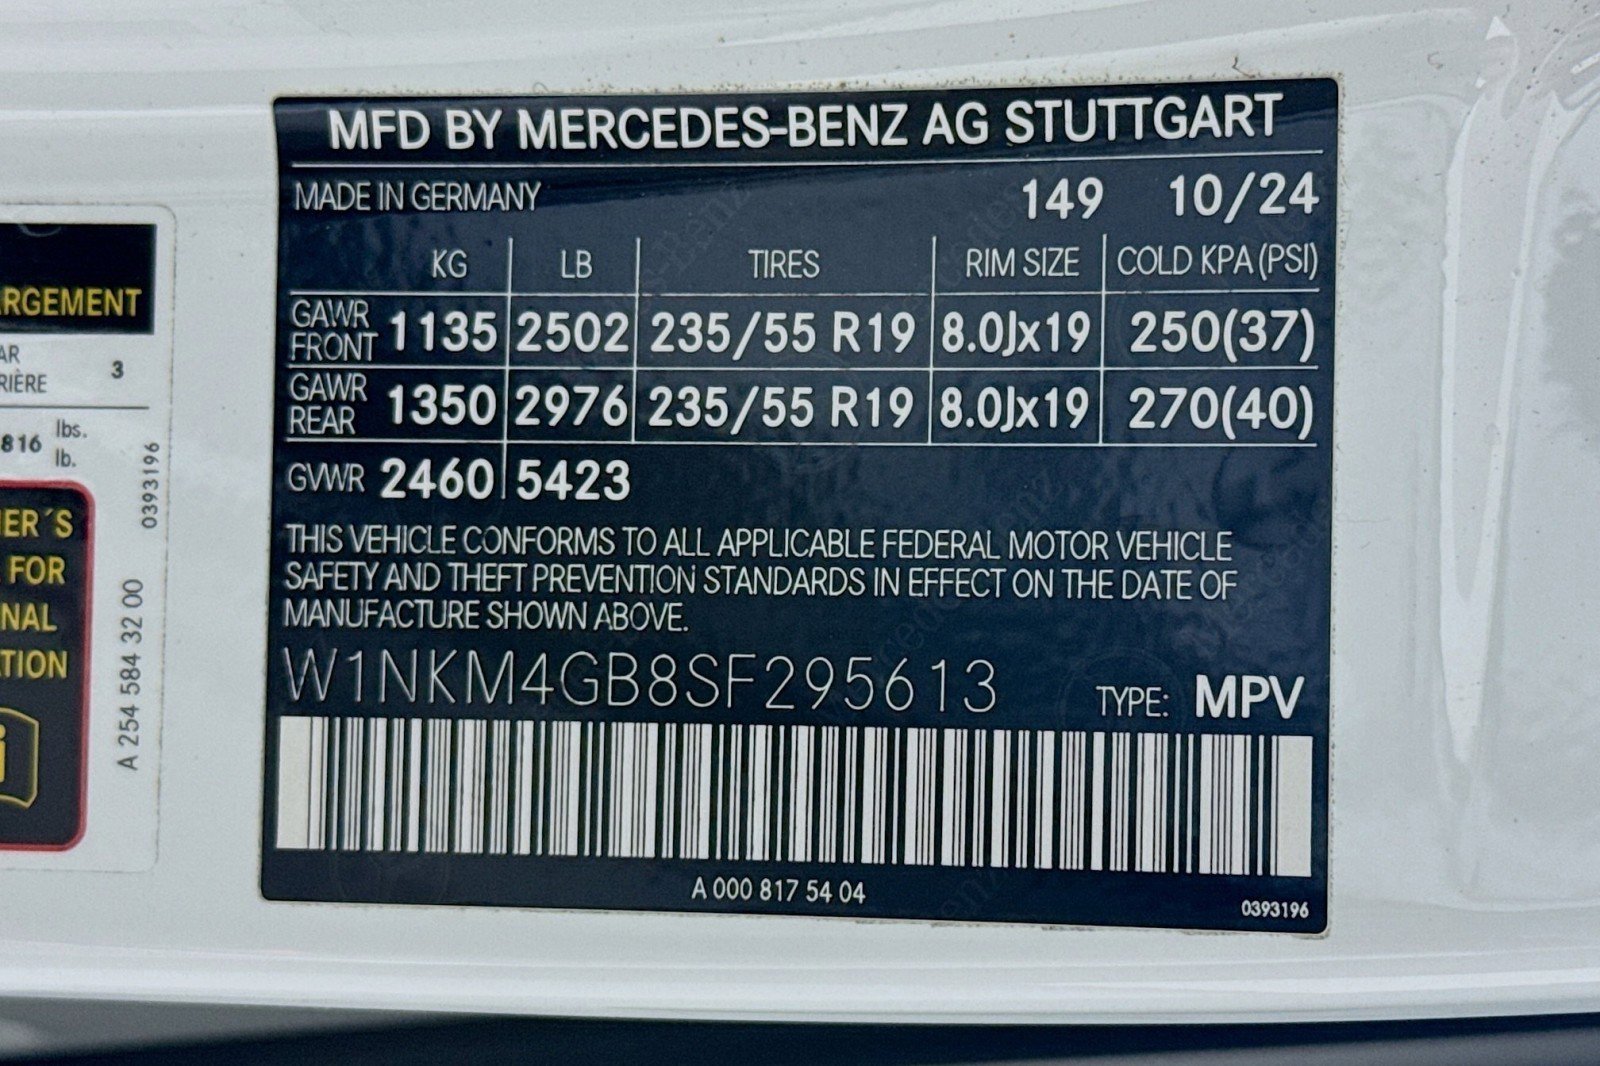 MFD BY MERCEDES-BENZ AG STUTTGART
MADE IN GERMANY 149 10/24
KG LB TIRES RIM SIZE COLD KPA (PSI)
GAWR FRONT 1135 2502 235/55 R19 8.0Jx19 250(37)
GAWR REAR 1350 2976 235/55 R19 8.0Jx19 270(40)
GVWR 2460 5423
THIS VEHICLE CONFORMS TO ALL APPLICABLE FEDERAL MOTOR VEHICLE
SAFETY AND THEFT PREVENTION STANDARDS IN EFFECT ON THE DATE OF
MANUFACTURE SHOWN ABOVE.
W1NKM4GB8SF295613 TYPE: MPV
A 000 817 54 04
0393196
RGEMENT
AR 3
RIÈRE
816 lbs.
lb.
0393196
ER´S
FOR
NAL
TION
A 254 584 32 00